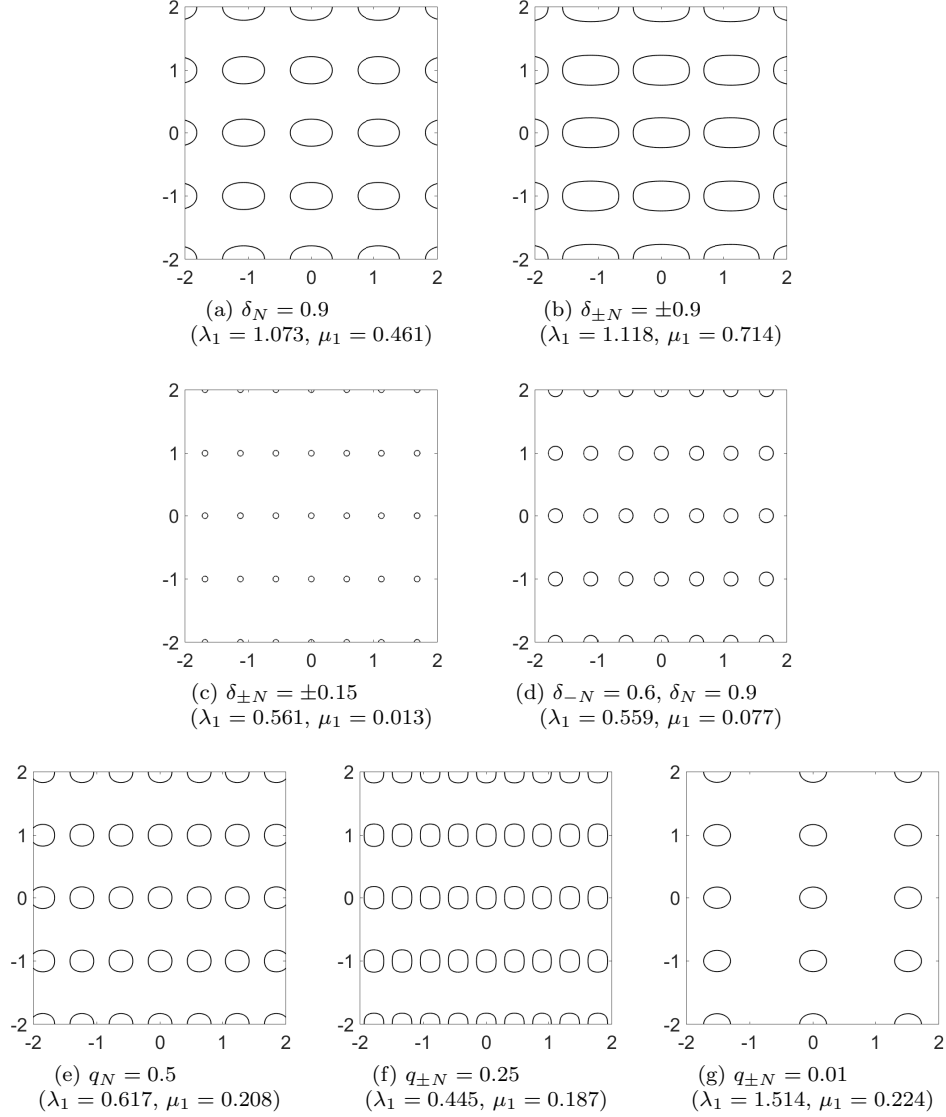 2
1
0
-1
-2
-2 -1 0 1 2
(a) δ_N = 0.9
(λ_1 = 1.073, μ_1 = 0.461)
2
1
0
-1
-2
-2 -1 0 1 2
(b) δ_{±N} = ±0.9
(λ_1 = 1.118, μ_1 = 0.714)
2
1
0
-1
-2
-2 -1 0 1 2
(c) δ_{±N} = ±0.15
(λ_1 = 0.561, μ_1 = 0.013)
2
1
0
-1
-2
-2 -1 0 1 2
(d) δ_{−N} = 0.6, δ_N = 0.9
(λ_1 = 0.559, μ_1 = 0.077)
2
1
0
-1
-2
-2 -1 0 1 2
(e) q_N = 0.5
(λ_1 = 0.617, μ_1 = 0.208)
2
1
0
-1
-2
-2 -1 0 1 2
(f) q_{±N} = 0.25
(λ_1 = 0.445, μ_1 = 0.187)
2
1
0
-1
-2
-2 -1 0 1 2
(g) q_{±N} = 0.01
(λ_1 = 1.514, μ_1 = 0.224)